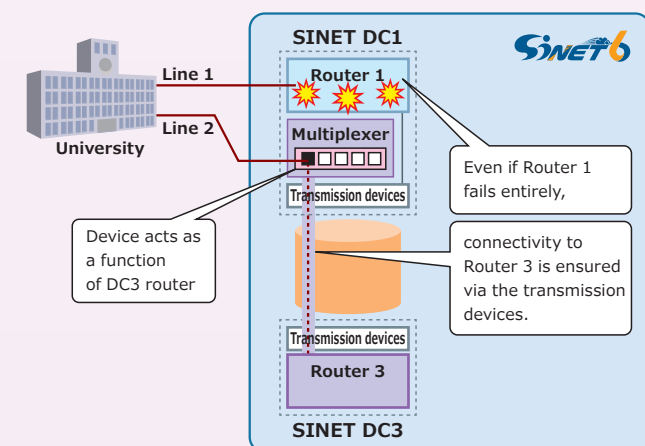 SINET DC1
SINET6
Line 1
Router 1
Line 2
Multiplexer
University
Even if Router 1
fails entirely,
Transmission devices
Device acts as
a function
of DC3 router
connectivity to
Router 3 is ensured
via the transmission
devices.
Transmission devices
Router 3
SINET DC3